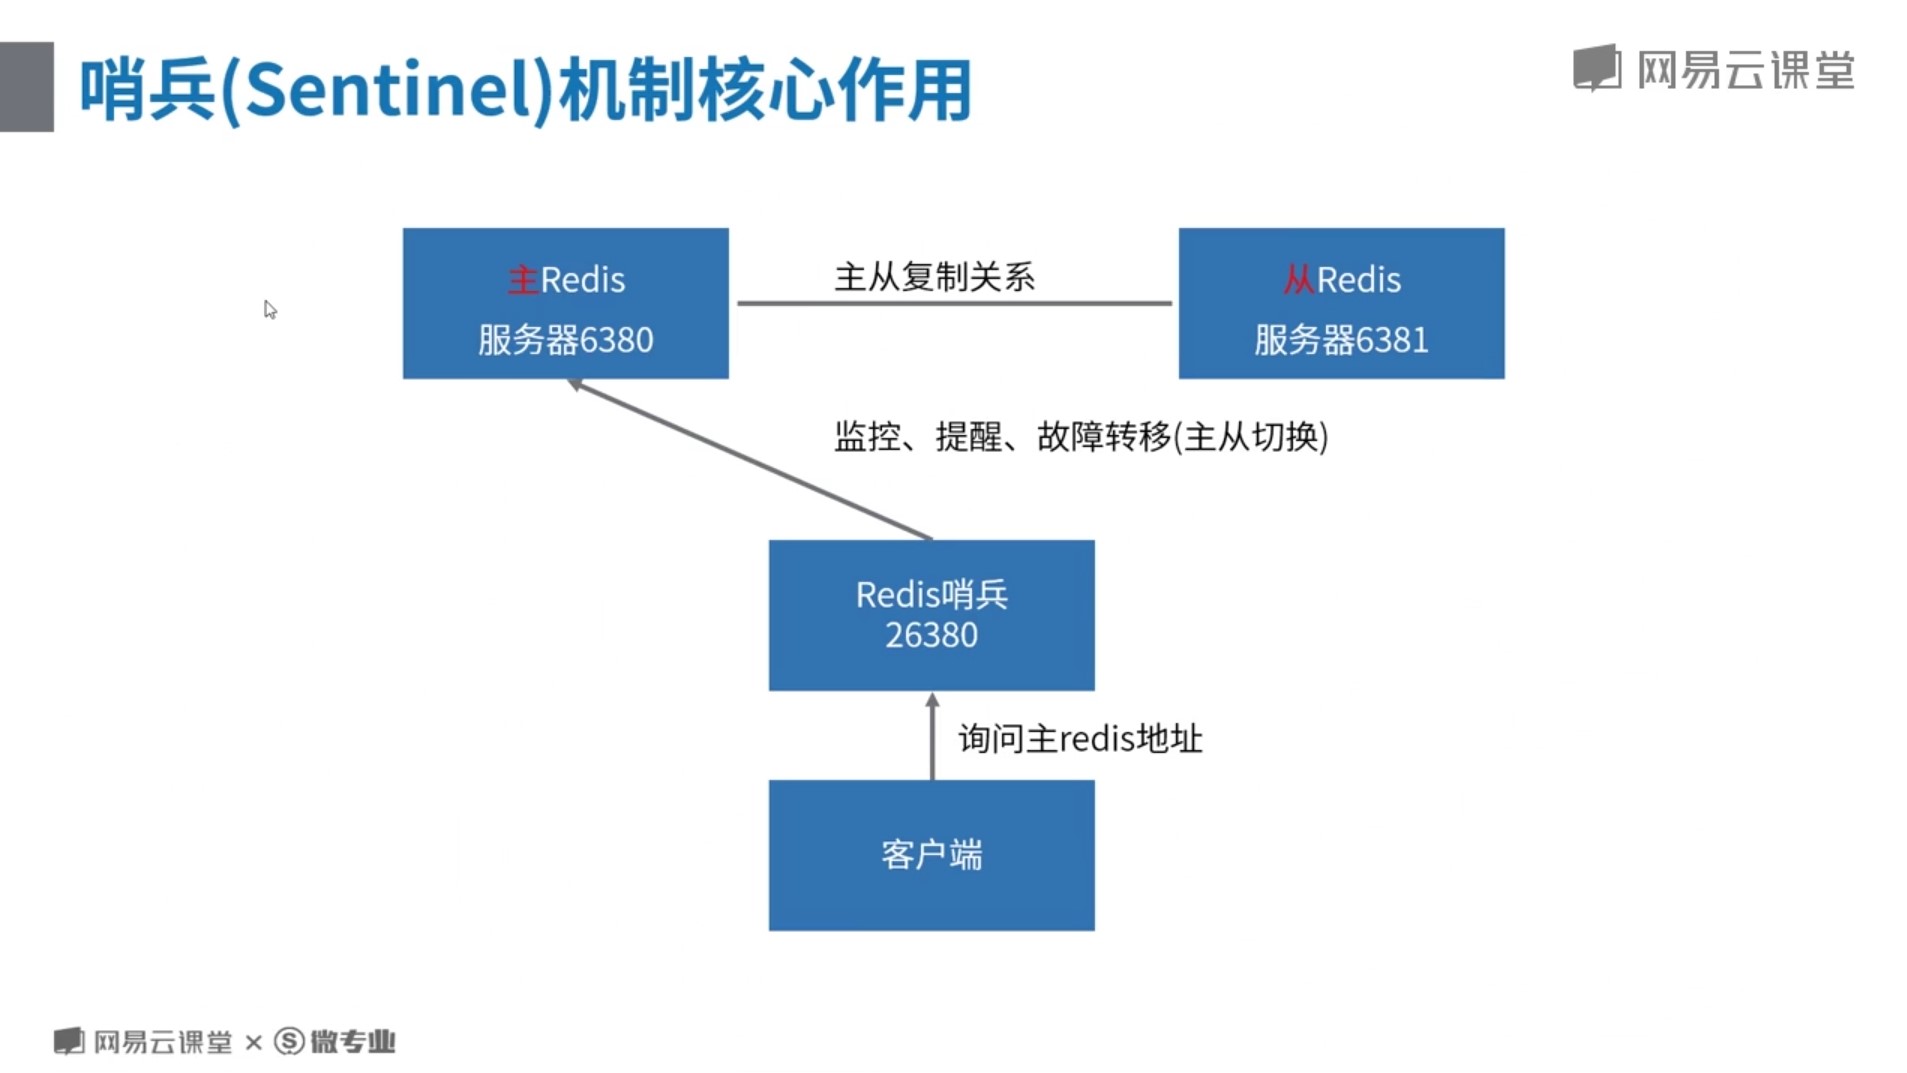 哨兵(Sentinel)机制核心作用
网易云课堂
主Redis
服务器6380
主从复制关系
从Redis
服务器6381
监控、提醒、故障转移(主从切换)
Redis哨兵
26380
询问主redis地址
客户端
网易云课堂 × 微专业